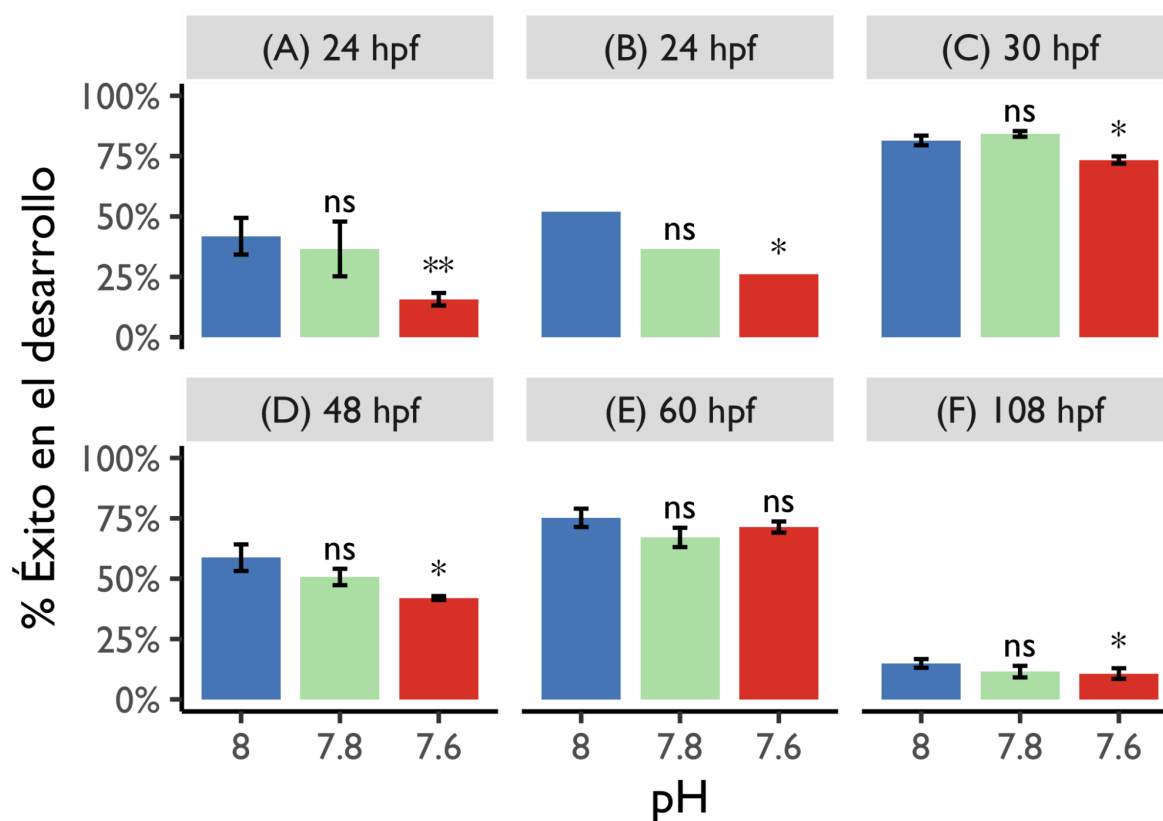 (A) 24 hpf
(B) 24 hpf
(C) 30 hpf
% Éxito en el desarrollo
100%
75%
50%
25%
0%
ns
**
ns
*
ns
*
(D) 48 hpf
(E) 60 hpf
(F) 108 hpf
100%
75%
50%
25%
0%
ns
*
ns
ns
ns
*
8
7.8
7.6
8
7.8
7.6
8
7.8
7.6
pH